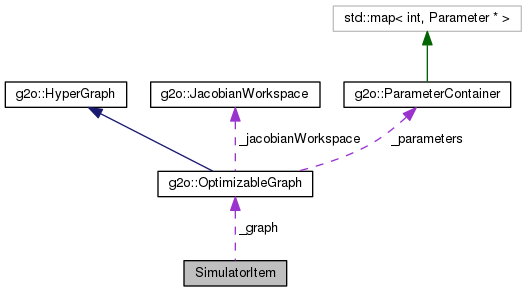 std::map< int, Parameter * >
g2o::HyperGraph
g2o::JacobianWorkspace
g2o::ParameterContainer
_jacobianWorkspace
_parameters
g2o::OptimizableGraph
_graph
SimulatorItem